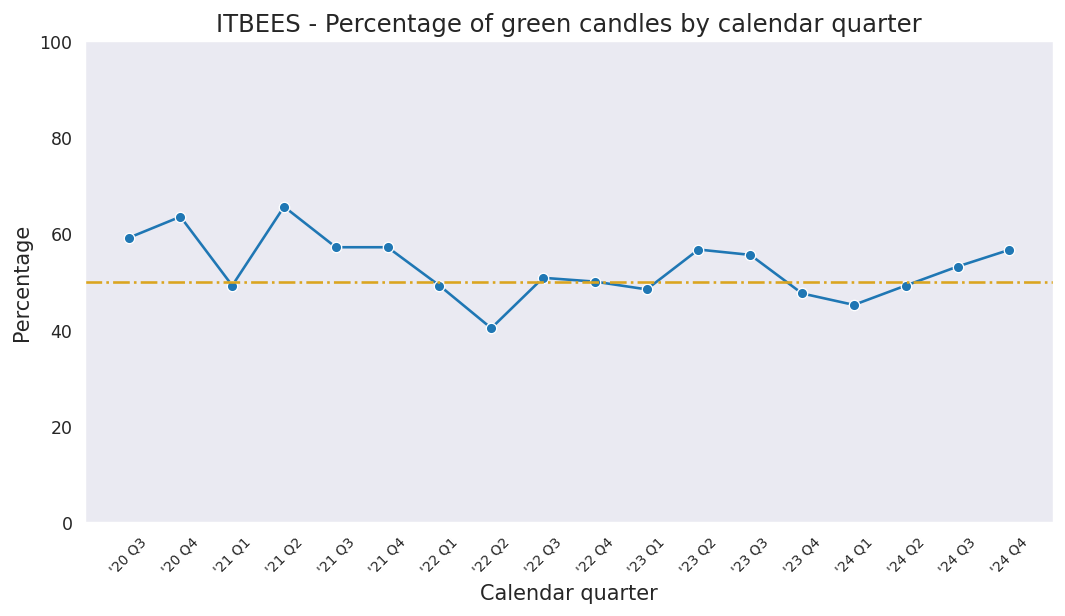 ITBEES - Percentage of green candles by calendar quarter
Percentage
100
80
60
40
20
0
'20 Q3
'20 Q4
'21 Q1
'21 Q2
'21 Q3
'21 Q4
'22 Q1
'22 Q2
'22 Q3
'22 Q4
'23 Q1
'23 Q2
'23 Q3
'23 Q4
'24 Q1
'24 Q2
'24 Q3
'24 Q4
Calendar quarter